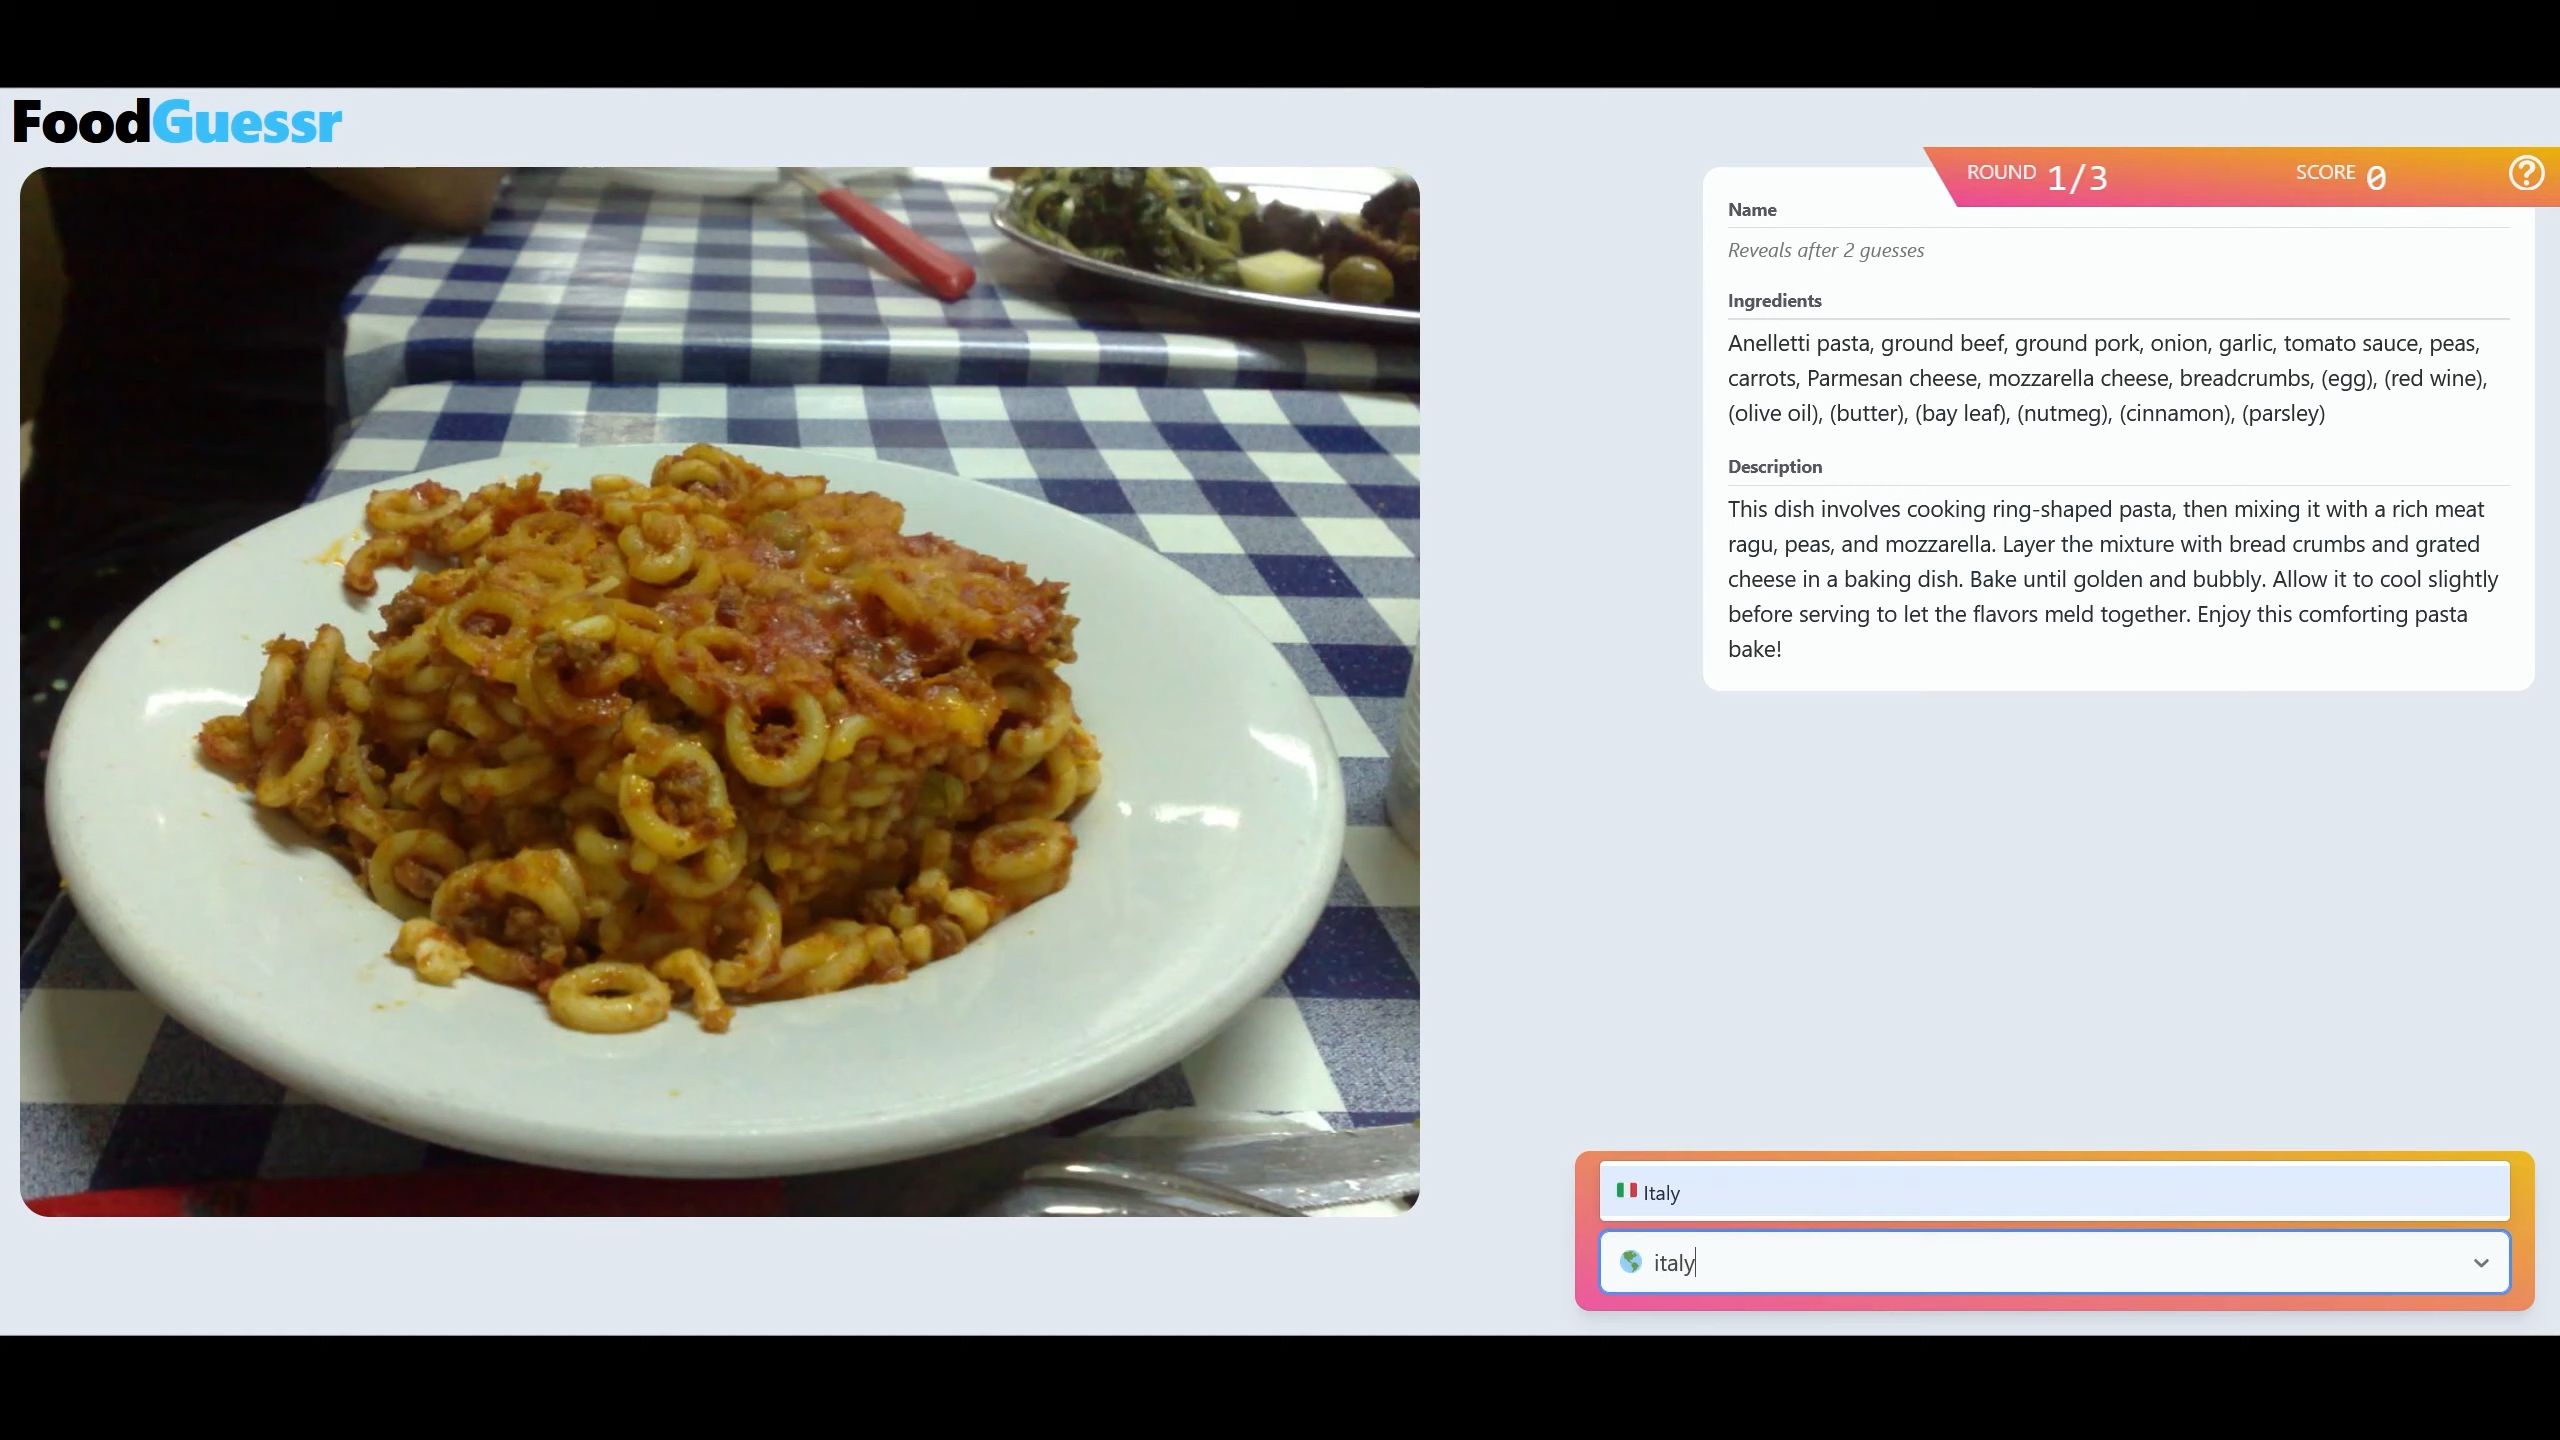 FoodGuessr
ROUND 1/3 SCORE 0
Name
Reveals after 2 guesses
Ingredients
Anelletti pasta, ground beef, ground pork, onion, garlic, tomato sauce, peas,
carrots, Parmesan cheese, mozzarella cheese, breadcrumbs, (egg), (red wine),
(olive oil), (butter), (bay leaf), (nutmeg), (cinnamon), (parsley)
Description
This dish involves cooking ring-shaped pasta, then mixing it with a rich meat
ragu, peas, and mozzarella. Layer the mixture with bread crumbs and grated
cheese in a baking dish. Bake until golden and bubbly. Allow it to cool slightly
before serving to let the flavors meld together. Enjoy this comforting pasta
bake!
Italy
italy